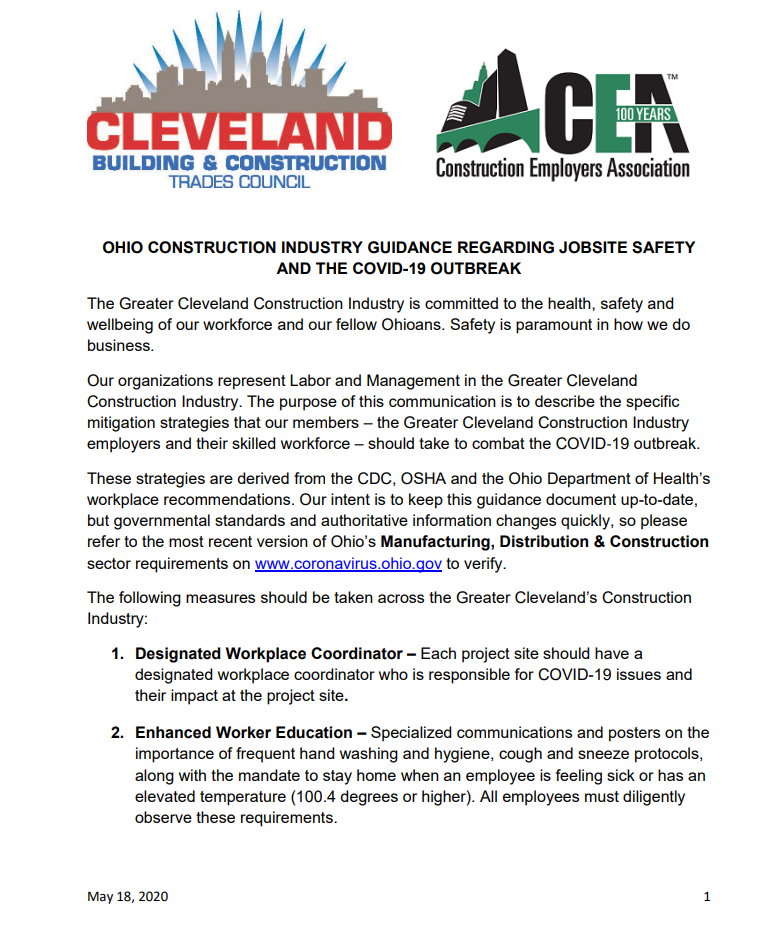 CLEVELAND
BUILDING & CONSTRUCTION
TRADES COUNCIL
CEA™
100 YEARS
Construction Employers Association
OHIO CONSTRUCTION INDUSTRY GUIDANCE REGARDING JOBSITE SAFETY
AND THE COVID-19 OUTBREAK
The Greater Cleveland Construction Industry is committed to the health, safety and
wellbeing of our workforce and our fellow Ohioans. Safety is paramount in how we do
business.
Our organizations represent Labor and Management in the Greater Cleveland
Construction Industry. The purpose of this communication is to describe the specific
mitigation strategies that our members – the Greater Cleveland Construction Industry
employers and their skilled workforce – should take to combat the COVID-19 outbreak.
These strategies are derived from the CDC, OSHA and the Ohio Department of Health’s
workplace recommendations. Our intent is to keep this guidance document up-to-date,
but governmental standards and authoritative information changes quickly, so please
refer to the most recent version of Ohio’s Manufacturing, Distribution & Construction
sector requirements on www.coronavirus.ohio.gov to verify.
The following measures should be taken across the Greater Cleveland’s Construction
Industry:
1. Designated Workplace Coordinator – Each project site should have a
designated workplace coordinator who is responsible for COVID-19 issues and
their impact at the project site.
2. Enhanced Worker Education – Specialized communications and posters on the
importance of frequent hand washing and hygiene, cough and sneeze protocols,
along with the mandate to stay home when an employee is feeling sick or has an
elevated temperature (100.4 degrees or higher). All employees must diligently
observe these requirements.
May 18, 2020 1